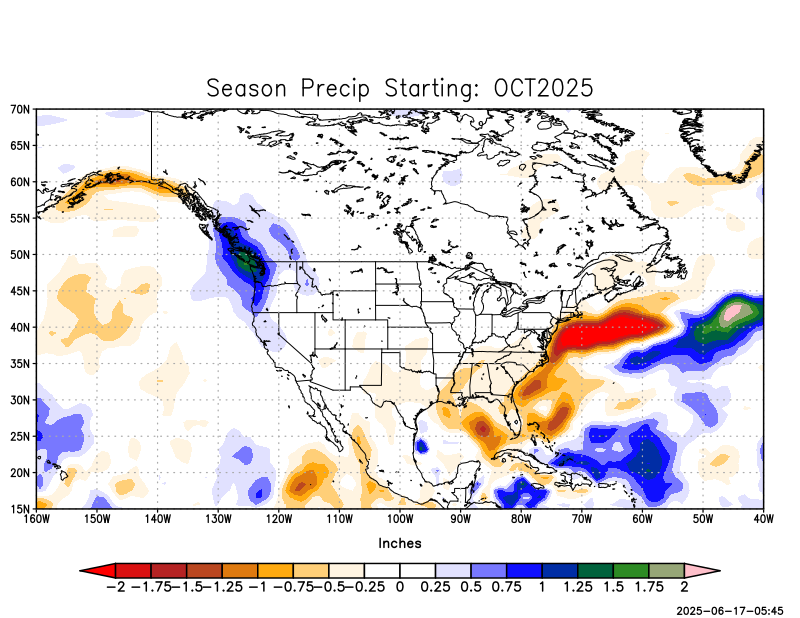 Season Precip Starting: OCT2025
70N
65N
60N
55N
50N
45N
40N
35N
30N
25N
20N
15N
160W 150W 140W 130W 120W 110W 100W 90W 80W 70W 60W 50W 40W
Inches
-2 -1.75 -1.5 -1.25 -1 -0.75 -0.5 -0.25 0 0.25 0.5 0.75 1 1.25 1.5 1.75 2
2025-06-17-05:45